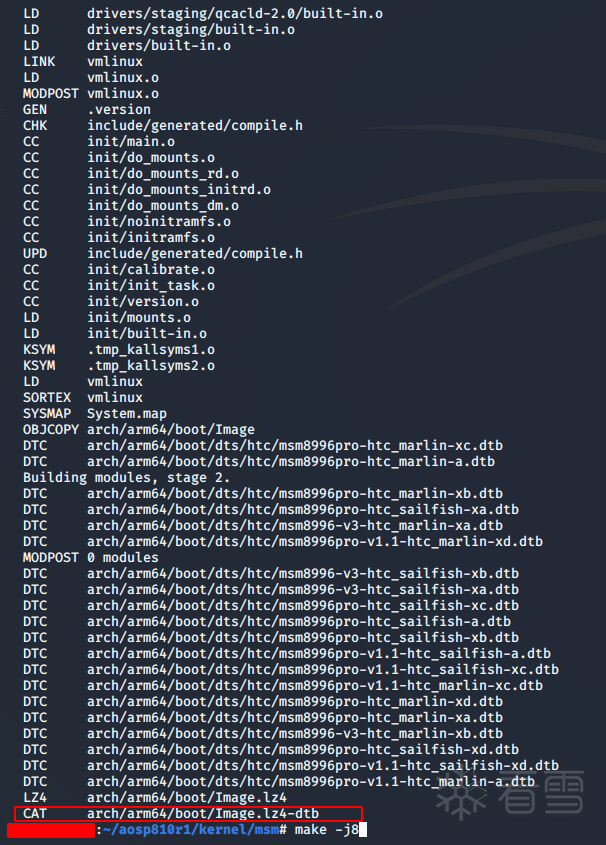 LD drivers/staging/qcacld-2.0/built-in.o
LD drivers/staging/built-in.o
LD drivers/built-in.o
LINK vmlinux
LD vmlinux.o
MODPOST vmlinux.o
GEN .version
CHK include/generated/compile.h
CC init/main.o
CC init/do_mounts.o
CC init/do_mounts_rd.o
CC init/do_mounts_initrd.o
CC init/do_mounts_dm.o
CC init/noinitramfs.o
CC init/initramfs.o
UPD include/generated/compile.h
CC init/calibrate.o
CC init/init_task.o
CC init/version.o
LD init/mounts.o
LD init/built-in.o
KSYM .tmp_kallsyms1.o
KSYM .tmp_kallsyms2.o
LD vmlinux
SORTEX vmlinux
SYSMAP System.map
OBJCOPY arch/arm64/boot/Image
DTC arch/arm64/boot/dts/htc/msm8996pro-htc_marlin-xc.dtb
DTC arch/arm64/boot/dts/htc/msm8996pro-htc_marlin-a.dtb
Building modules, stage 2.
DTC arch/arm64/boot/dts/htc/msm8996pro-htc_marlin-xb.dtb
DTC arch/arm64/boot/dts/htc/msm8996pro-htc_sailfish-xa.dtb
DTC arch/arm64/boot/dts/htc/msm8996-v3-htc_marlin-xa.dtb
DTC arch/arm64/boot/dts/htc/msm8996pro-v1.1-htc_marlin-xd.dtb
MODPOST 0 modules
DTC arch/arm64/boot/dts/htc/msm8996-v3-htc_sailfish-xb.dtb
DTC arch/arm64/boot/dts/htc/msm8996-v3-htc_sailfish-xa.dtb
DTC arch/arm64/boot/dts/htc/msm8996pro-htc_sailfish-xc.dtb
DTC arch/arm64/boot/dts/htc/msm8996pro-htc_sailfish-a.dtb
DTC arch/arm64/boot/dts/htc/msm8996pro-htc_sailfish-xb.dtb
DTC arch/arm64/boot/dts/htc/msm8996pro-v1.1-htc_sailfish-a.dtb
DTC arch/arm64/boot/dts/htc/msm8996pro-v1.1-htc_sailfish-xc.dtb
DTC arch/arm64/boot/dts/htc/msm8996pro-v1.1-htc_marlin-xc.dtb
DTC arch/arm64/boot/dts/htc/msm8996pro-htc_marlin-xd.dtb
DTC arch/arm64/boot/dts/htc/msm8996pro-htc_marlin-xa.dtb
DTC arch/arm64/boot/dts/htc/msm8996-v3-htc_marlin-xb.dtb
DTC arch/arm64/boot/dts/htc/msm8996pro-htc_sailfish-xd.dtb
DTC arch/arm64/boot/dts/htc/msm8996pro-v1.1-htc_sailfish-xd.dtb
DTC arch/arm64/boot/dts/htc/msm8996pro-v1.1-htc_marlin-a.dtb
LZ4 arch/arm64/boot/Image.lz4
CAT arch/arm64/boot/Image.lz4-dtb
:~/aosp810r1/kernel/msm# make -j8
看雪